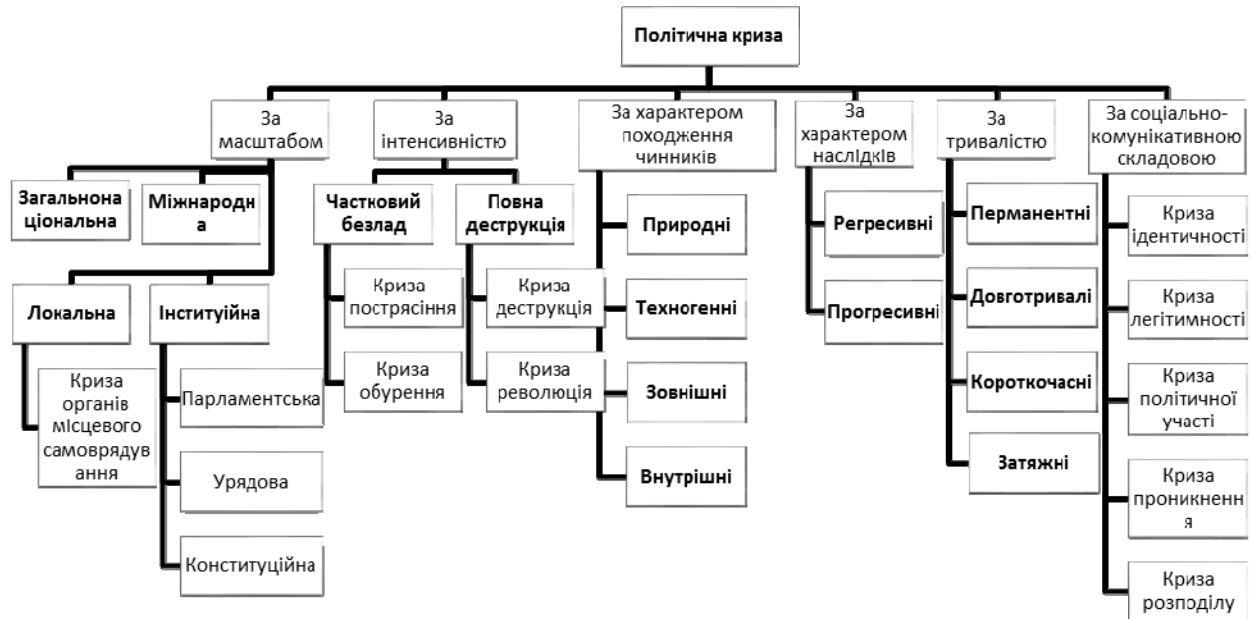 Політична криза
За
масштабом
За
інтенсивністю
За характером
походження
чинників
За
характером
наслідків
За
тривалістю
За соціально-
комунікативною
складовою
Загальнона
ціональна
Міжнародн
а
Локальна
Інституійна
Криза
органів
місцевого
самоврядув
ання
Парламентська
Урядова
Конституційна
Частковий
безлад
Повна
деструкція
Криза
пострясіння
Криза
обурення
Криза
деструкція
Криза
революція
Природні
Техногенні
Зовнішні
Внутрішні
Регресивні
Прогресивні
Перманентні
Довготривалі
Короткочасні
Затяжні
Криза
ідентичності
Криза
легітимності
Криза
політичної
участі
Криза
проникненн
я
Криза
розподілу